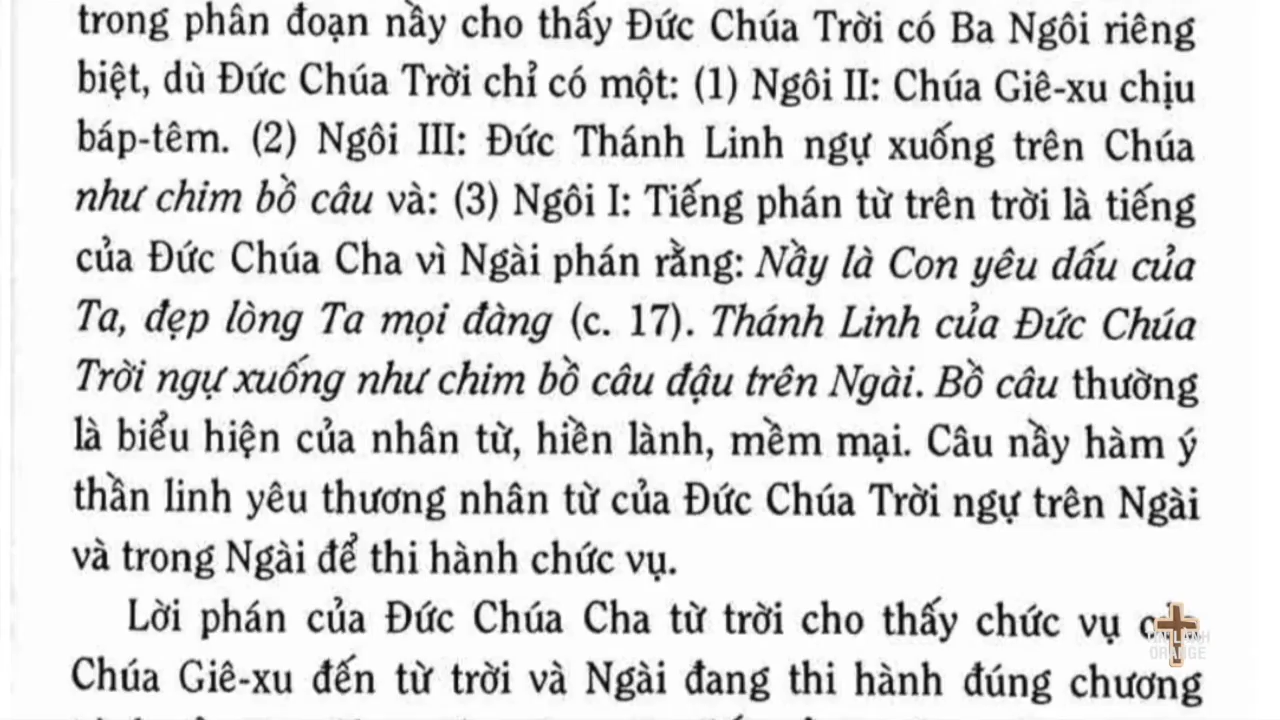 trong phân đoạn nầy cho thấy Đức Chúa Trời có Ba Ngôi riêng
biệt, dù Đức Chúa Trời chỉ có một: (1) Ngôi II: Chúa Giê-xu chịu
báp-têm. (2) Ngôi III: Đức Thánh Linh ngự xuống trên Chúa
như chim bồ câu và: (3) Ngôi I: Tiếng phán từ trên trời là tiếng
của Đức Chúa Cha vì Ngài phán rằng: Nầy là Con yêu dấu của
Ta, đẹp lòng Ta mọi đàng (c. 17). Thánh Linh của Đức Chúa
Trời ngự xuống như chim bồ câu đậu trên Ngài. Bồ câu thường
là biểu hiện của nhân từ, hiền lành, mềm mại. Câu nầy hàm ý
thần linh yêu thương nhân từ của Đức Chúa Trời ngự trên Ngài
và trong Ngài để thi hành chức vụ.
Lời phán của Đức Chúa Cha từ trời cho thấy chức vụ
Chúa Giê-xu đến từ trời và Ngài đang thi hành đúng chương
ORANGE